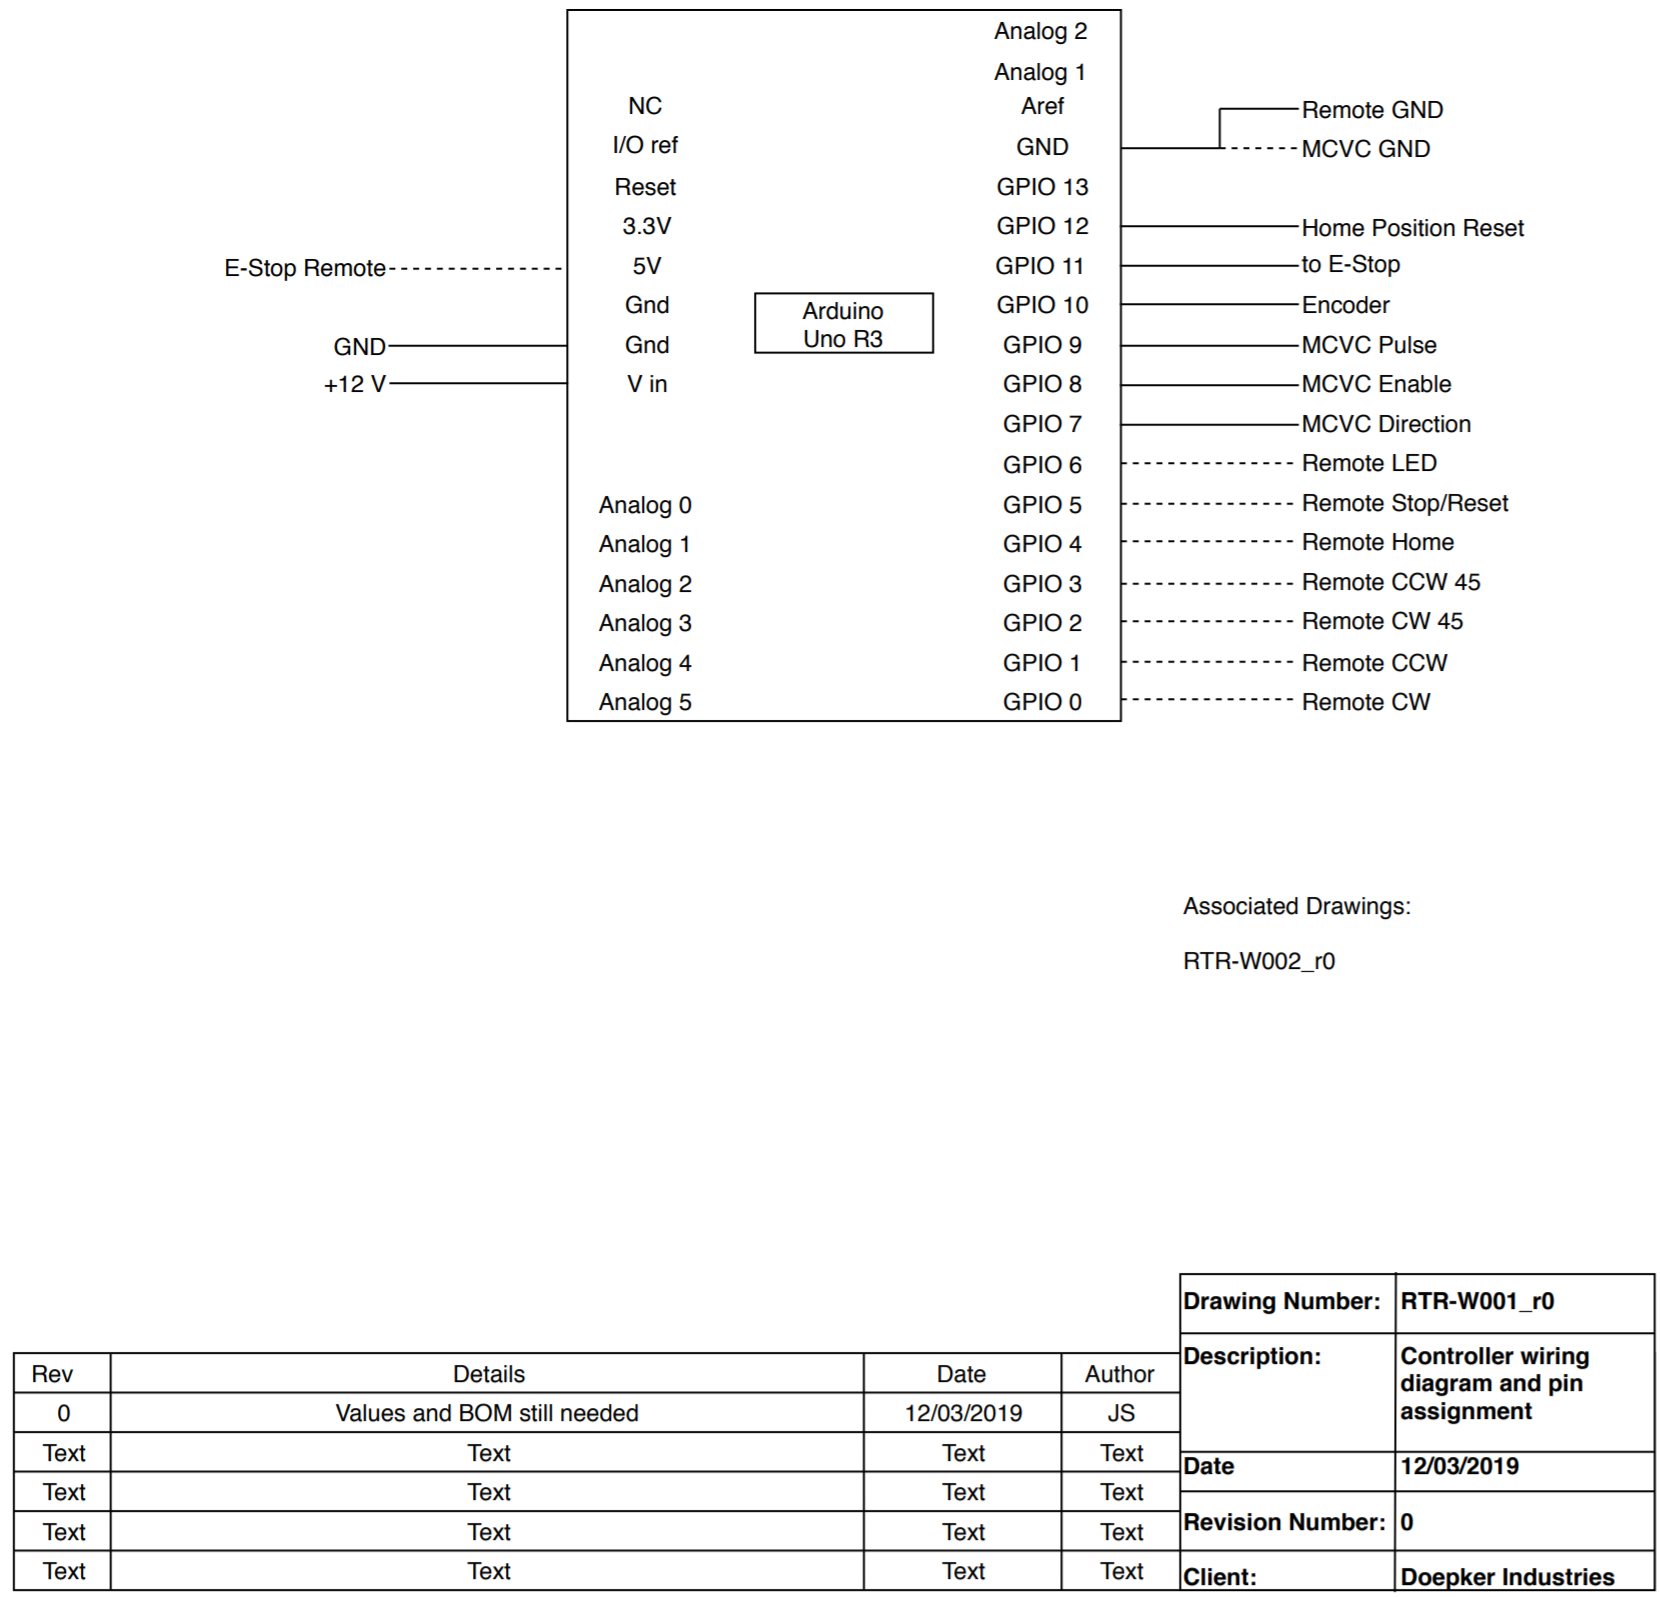 Analog 2
Analog 1
NC
Aref
Remote GND
I/O ref
GND
MCVC GND
Reset
GPIO 13
3.3V
GPIO 12
Home Position Reset
E-Stop Remote
5V
GPIO 11
to E-Stop
Gnd
Arduino
Uno R3
GPIO 10
Encoder
GND
Gnd
GPIO 9
MCVC Pulse
+12 V
V in
GPIO 8
MCVC Enable
GPIO 7
MCVC Direction
GPIO 6
Remote LED
Analog 0
GPIO 5
Remote Stop/Reset
Analog 1
GPIO 4
Remote Home
Analog 2
GPIO 3
Remote CCW 45
Analog 3
GPIO 2
Remote CW 45
Analog 4
GPIO 1
Remote CCW
Analog 5
GPIO 0
Remote CW
Associated Drawings:
RTR-W002_r0
Drawing Number: RTR-W001_r0
Description: Controller wiring
diagram and pin
assignment
Date 12/03/2019
Revision Number: 0
Client: Doepker Industries
Rev Details Date Author
0 Values and BOM still needed 12/03/2019 JS
Text Text Text Text
Text Text Text Text
Text Text Text Text
Text Text Text Text